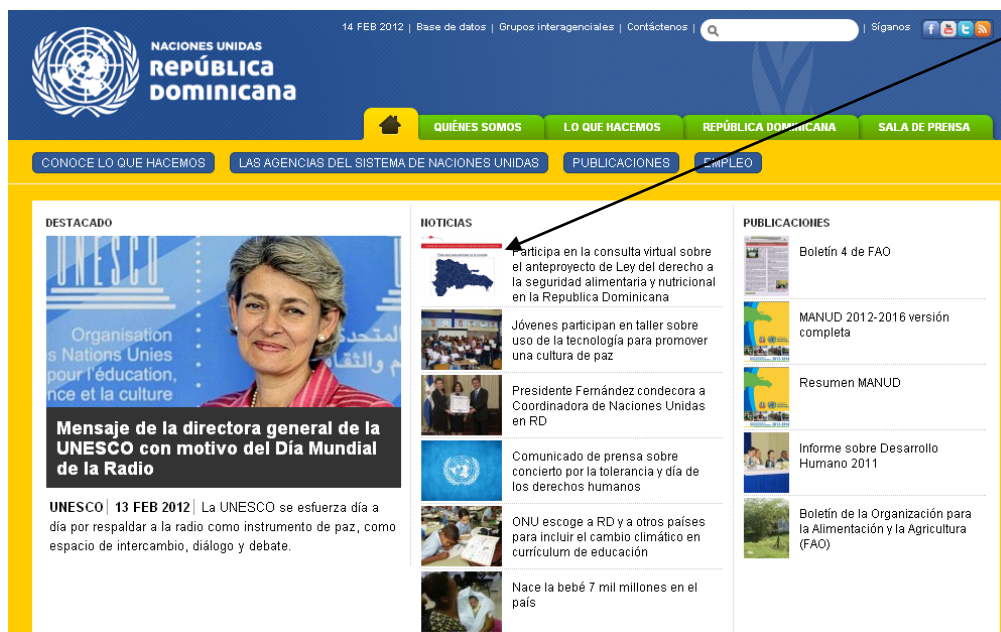 14 FEB 2012 | Base de datos | Grupos interagenciales | Contáctenos | | Síganos
NACIONES UNIDAS
República
Dominicana
QUIÉNES SOMOS
LO QUE HACEMOS
REPÚBLICA DOMINICANA
SALA DE PRENSA
CONOCE LO QUE HACEMOS
LAS AGENCIAS DEL SISTEMA DE NACIONES UNIDAS
PUBLICACIONES
EMPLEO
DESTACADO
UNESCO
Organisation
s Nations Unies
pour l'éducation,
nce et la culture
Mensaje de la directora general de la
UNESCO con motivo del Día Mundial
de la Radio
UNESCO | 13 FEB 2012 | La UNESCO se esfuerza día a
día por respaldar a la radio como instrumento de paz, como
espacio de intercambio, diálogo y debate.
NOTICIAS
Participa en la consulta virtual sobre
el anteproyecto de Ley del derecho a
la seguridad alimentaria y nutricional
en la Republica Dominicana
Jóvenes participan en taller sobre
uso de la tecnología para promover
una cultura de paz
Presidente Fernández condecora a
Coordinadora de Naciones Unidas
en RD
Comunicado de prensa sobre
concierto por la tolerancia y día de
los derechos humanos
ONU escoge a RD y a otros países
para incluir el cambio climático en
currículum de educación
Nace la bebé 7 mil millones en el
país
PUBLICACIONES
Boletín 4 de FAO
MANUD 2012-2016 versión
completa
Resumen MANUD
Informe sobre Desarrollo
Humano 2011
Boletín de la Organización para
la Alimentación y la Agricultura
(FAO)